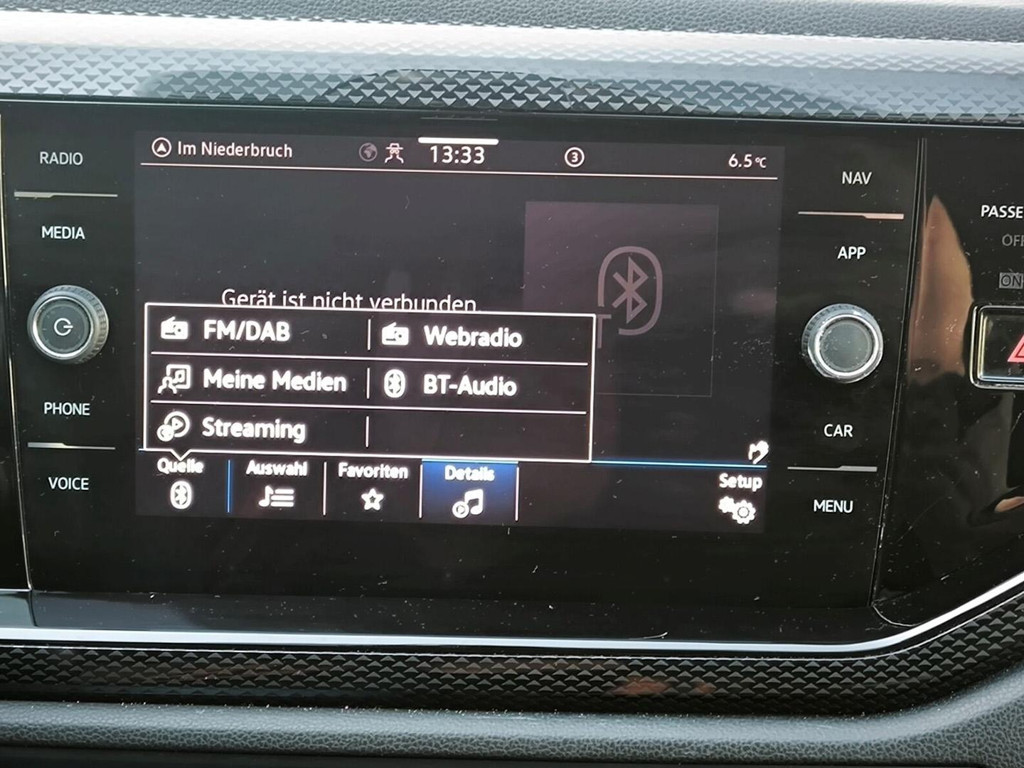 RADIO
MEDIA
PHONE
VOICE
Im Niederbruch
13:33
3
6.5°C
Gerät ist nicht verbunden.
FM/DAB
Webradio
Meine Medien
BT-Audio
Streaming
Quelle
Auswahl
Favoriten
Details
Setup
NAV
APP
CAR
MENU
PASSE
OFF
ON